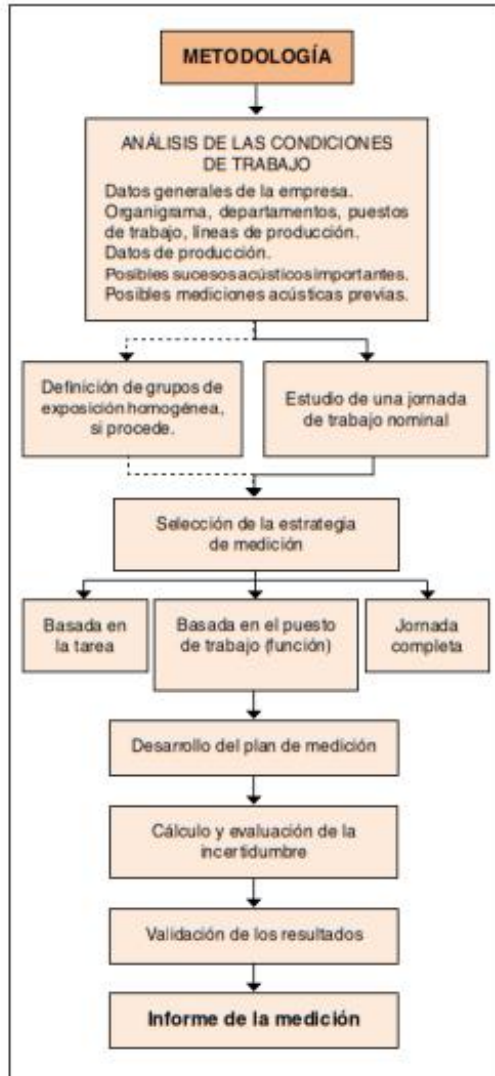 METODOLOGÍA
ANÁLISIS DE LAS CONDICIONES
DE TRABAJO
Datos generales de la empresa.
Organigrama, departamentos, puestos
de trabajo, líneas de producción.
Datos de producción.
Posibles sucesos acústicos importantes.
Posibles mediciones acústicas previas.
Definición de grupos de
exposición homogénea,
si procede.
Estudio de una jornada
de trabajo nominal
Selección de la estrategia
de medición
Basada en
la tarea
Basada en el puesto
de trabajo (función)
Jornada
completa
Desarrollo del plan de medición
Cálculo y evaluación de la
incertidumbre
Validación de los resultados
Informe de la medición